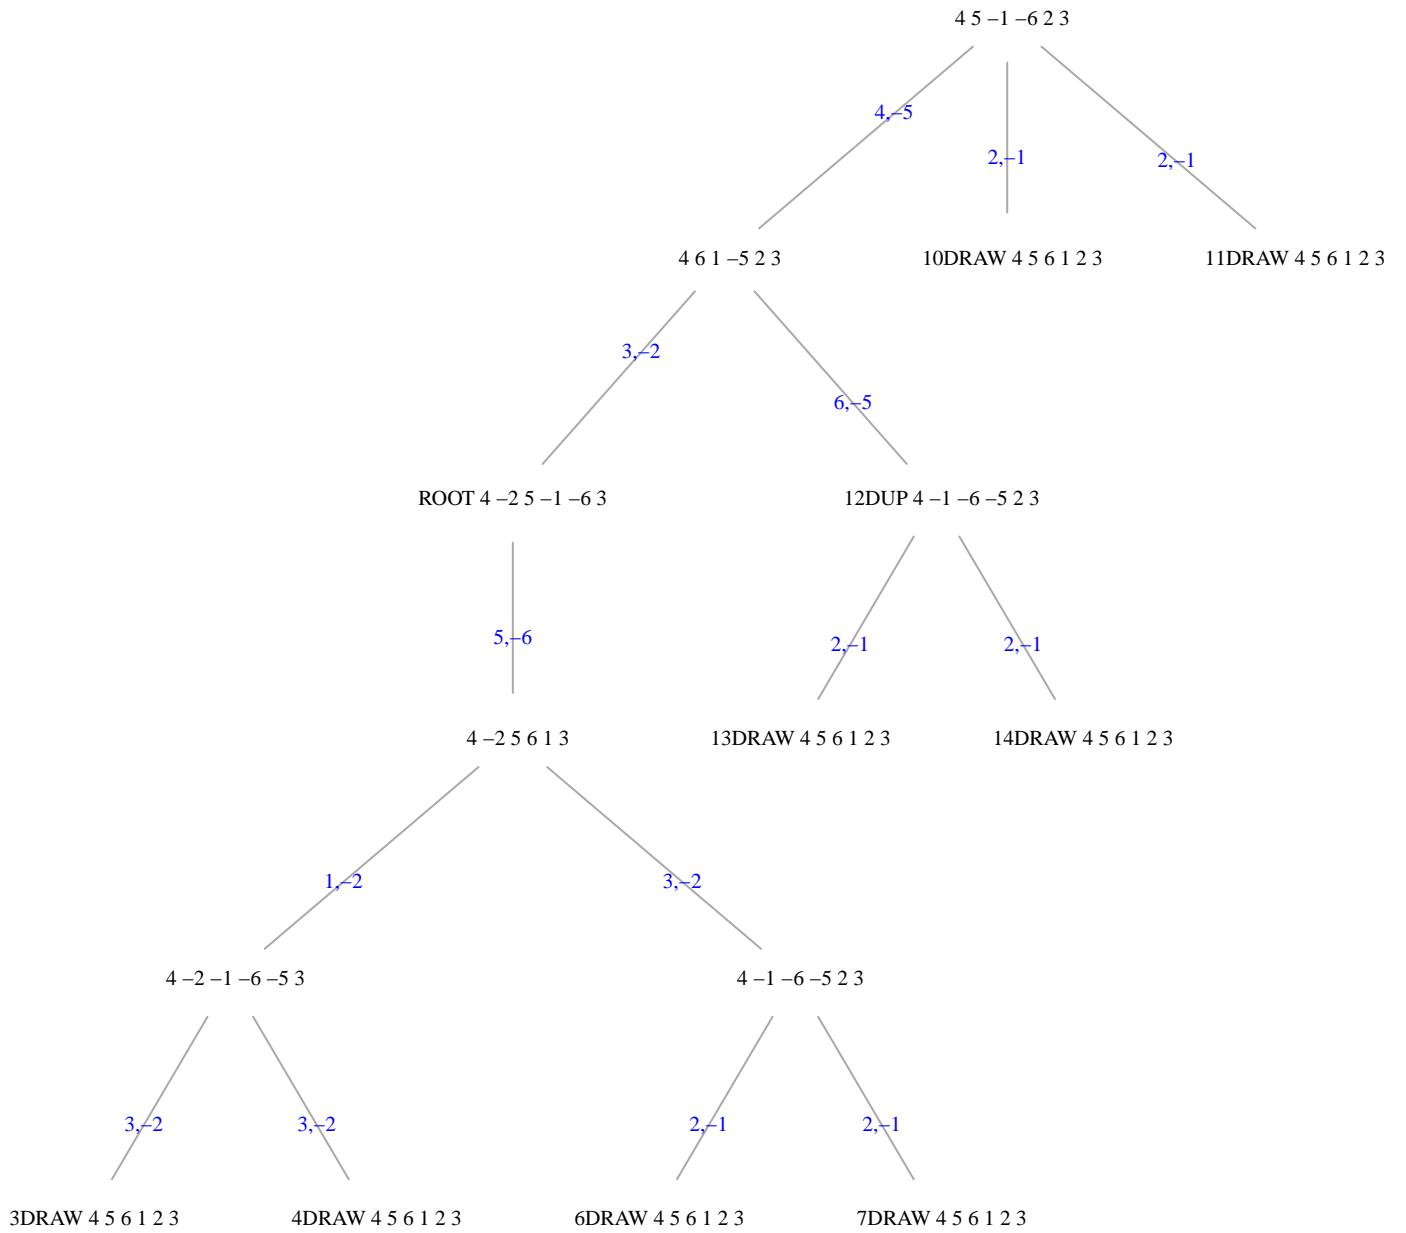 4 5 –1 –6 2 3
4,–5
2,–1
2,–1
4 6 1 –5 2 3
10DRAW 4 5 6 1 2 3
11DRAW 4 5 6 1 2 3
3,–2
6,–5
ROOT 4 –2 5 –1 –6 3
12DUP 4 –1 –6 –5 2 3
5,–6
2,–1
2,–1
4 –2 5 6 1 3
13DRAW 4 5 6 1 2 3
14DRAW 4 5 6 1 2 3
1,–2
3,–2
4 –2 –1 –6 –5 3
4 –1 –6 –5 2 3
3,–2
3,–2
2,–1
2,–1
3DRAW 4 5 6 1 2 3
4DRAW 4 5 6 1 2 3
6DRAW 4 5 6 1 2 3
7DRAW 4 5 6 1 2 3